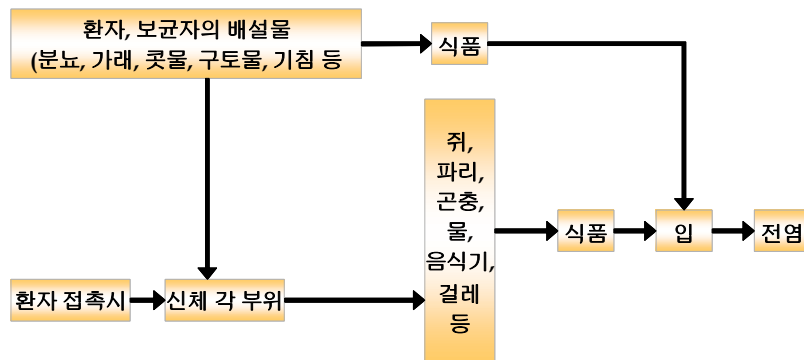 환자, 보균자의 배설물
(분뇨, 가래, 콧물, 구토물, 기침 등
식품
쥐,
파리,
곤충,
물,
음식기,
걸레
등
식품
입
전염
환자 접촉시
신체 각 부위